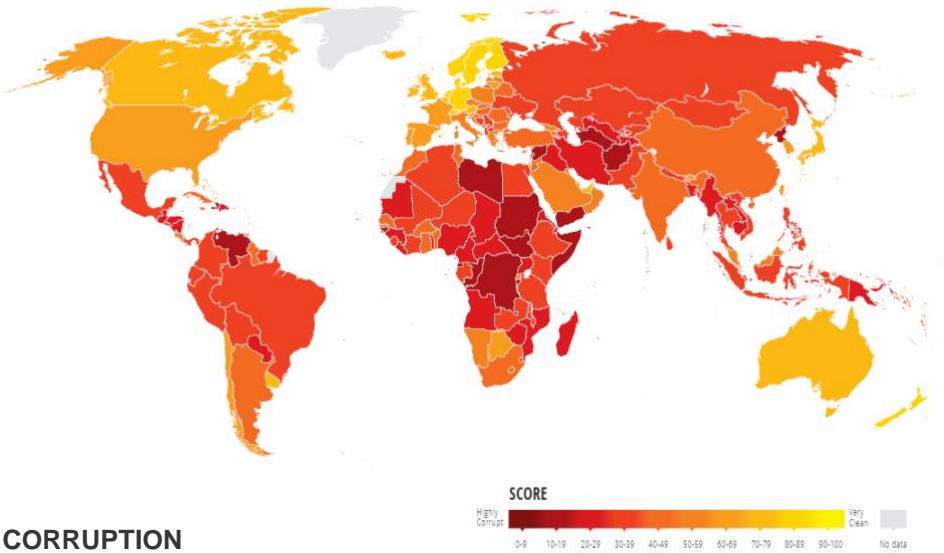 SCORE
Highly Corrupt
Very Clean
0-9 10-19 20-29 30-39 40-49 50-59 60-69 70-79 80-89 90-100 No data
CORRUPTION